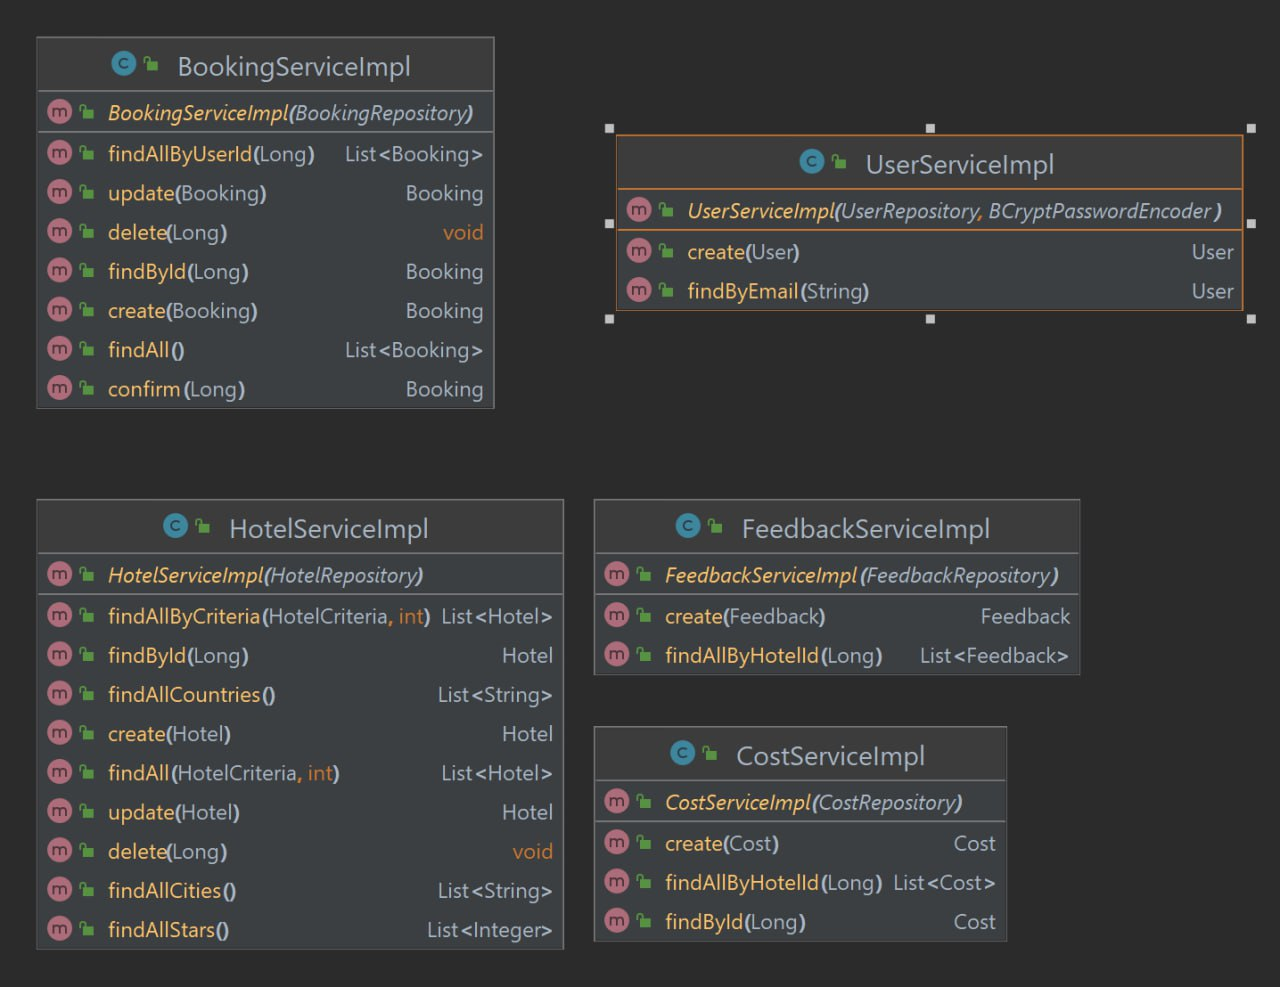 BookingServiceImpl
BookingServiceImpl(BookingRepository)
findAllByUserId(Long) List<Booking>
update(Booking) Booking
delete(Long) void
findById(Long) Booking
create(Booking) Booking
findAll() List<Booking>
confirm(Long) Booking
UserServiceImpl
UserServiceImpl(UserRepository, BCryptPasswordEncoder)
create(User) User
findByEmail(String) User
HotelServiceImpl
HotelServiceImpl(HotelRepository)
findAllByCriteria(HotelCriteria, int) List<Hotel>
findById(Long) Hotel
findAllCountries() List<String>
create(Hotel) Hotel
findAll(HotelCriteria, int) List<Hotel>
update(Hotel) Hotel
delete(Long) void
findAllCities() List<String>
findAllStars() List<Integer>
FeedbackServiceImpl
FeedbackServiceImpl(FeedbackRepository)
create(Feedback) Feedback
findAllByHotelId(Long) List<Feedback>
CostServiceImpl
CostServiceImpl(CostRepository)
create(Cost) Cost
findAllByHotelId(Long) List<Cost>
findById(Long) Cost